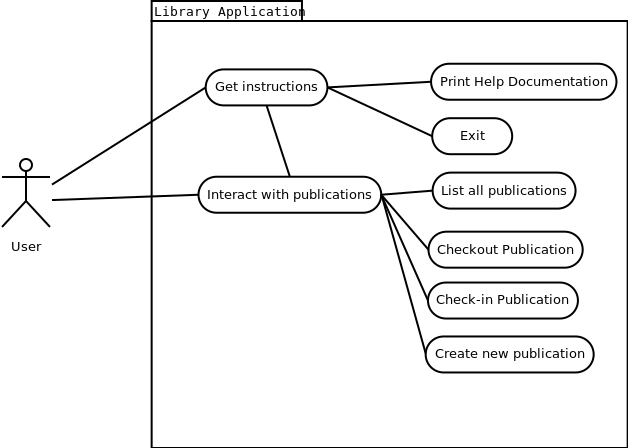 Library Application
Get instructions
Print Help Documentation
Exit
Interact with publications
List all publications
User
Checkout Publication
Check-in Publication
Create new publication